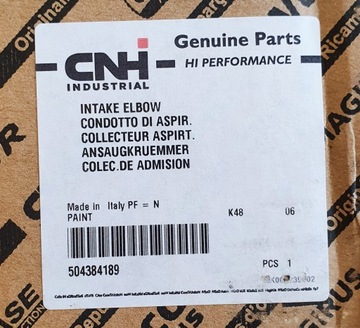 CNH
INDUSTRIAL
Genuine Parts
HI PERFORMANCE
INTAKE ELBOW
CONDOTTO DI ASPIR.
COLLECTEUR ASPIRT.
ANSAUGKRUEMMER
COLEC.DE ADMISION
Made in Italy PF = N
PAINT
K48 06
504384189
PCS 1